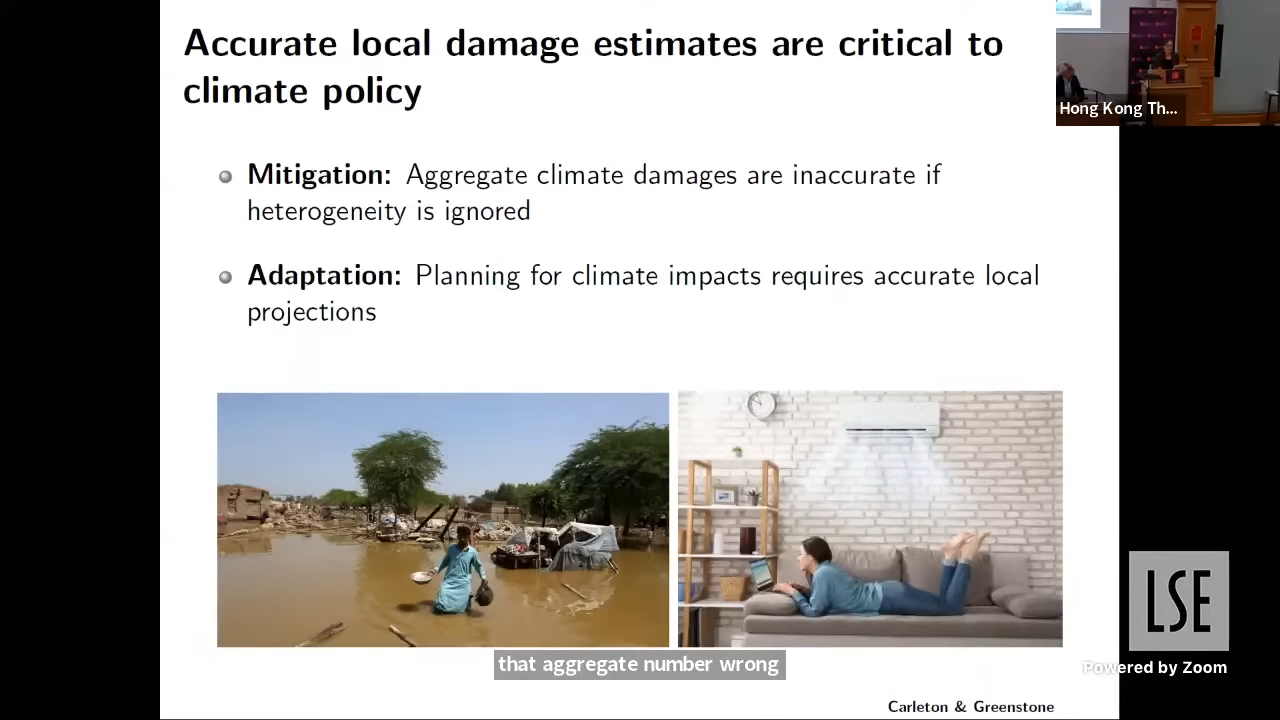 Accurate local damage estimates are critical to
climate policy
Hong Kong Th...
Mitigation: Aggregate climate damages are inaccurate if
heterogeneity is ignored
Adaptation: Planning for climate impacts requires accurate local
projections
LSE
that aggregate number wrong
Powered by Zoom
Carleton & Greenstone